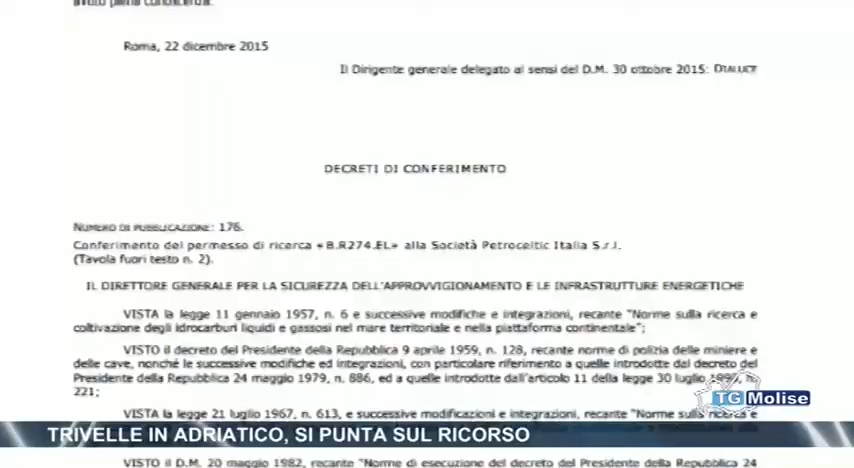 Roma, 22 dicembre 2015
Il Dirigente generale delegato ai sensi del D.M. 30 ottobre 2015: DIALUCE
DECRETI DI CONFERIMENTO
NUMERO DI PUBBLICAZIONE: 176.
Conferimento del permesso di ricerca «B.R274.EL» alla Società Petroceltic Italia S.r.l.
(Tavola fuori testo n. 2).
IL DIRETTORE GENERALE PER LA SICUREZZA DELL'APPROVVIGIONAMENTO E LE INFRASTRUTTURE ENERGETICHE
VISTA la legge 11 gennaio 1957, n. 6 e successive modifiche e integrazioni, recante "Norme sulla ricerca e
coltivazione degli idrocarburi liquidi e gassosi nel mare territoriale e nella piattaforma continentale";
VISTO il decreto del Presidente della Repubblica 9 aprile 1959, n. 128, recante norme di polizia delle miniere e
delle cave, nonché le successive modifiche ed integrazioni, con particolare riferimento a quelle introdotte dal decreto del
Presidente della Repubblica 24 maggio 1979, n. 886, ed a quelle introdotte dall'articolo 11 della legge 30 luglio n.
221;
VISTA la legge 21 luglio 1967, n. 613, e successive modificazioni e integrazioni, recante "Norme sulla ricerca e
TG Molise
TRIVELLE IN ADRIATICO, SI PUNTA SUL RICORSO
VISTO il D.M. 20 maggio 1982, recante "Norme di esecuzione del decreto del Presidente della Repubblica 24